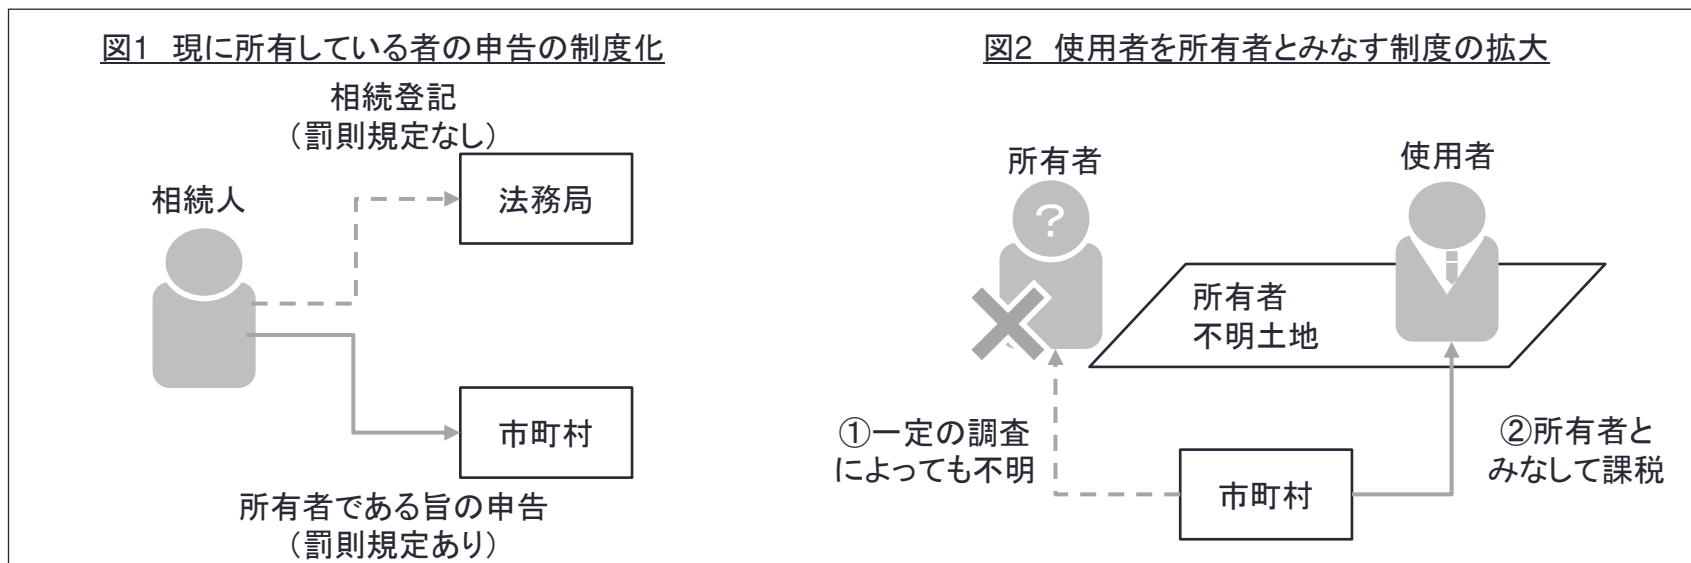 図1 現に所有している者の申告の制度化
相続登記
(罰則規定なし)
法務局
相続人
市町村
所有者である旨の申告
(罰則規定あり)
図2 使用者を所有者とみなす制度の拡大
所有者
?
使用者
所有者
不明土地
①一定の調査
によっても不明
市町村
②所有者と
みなして課税